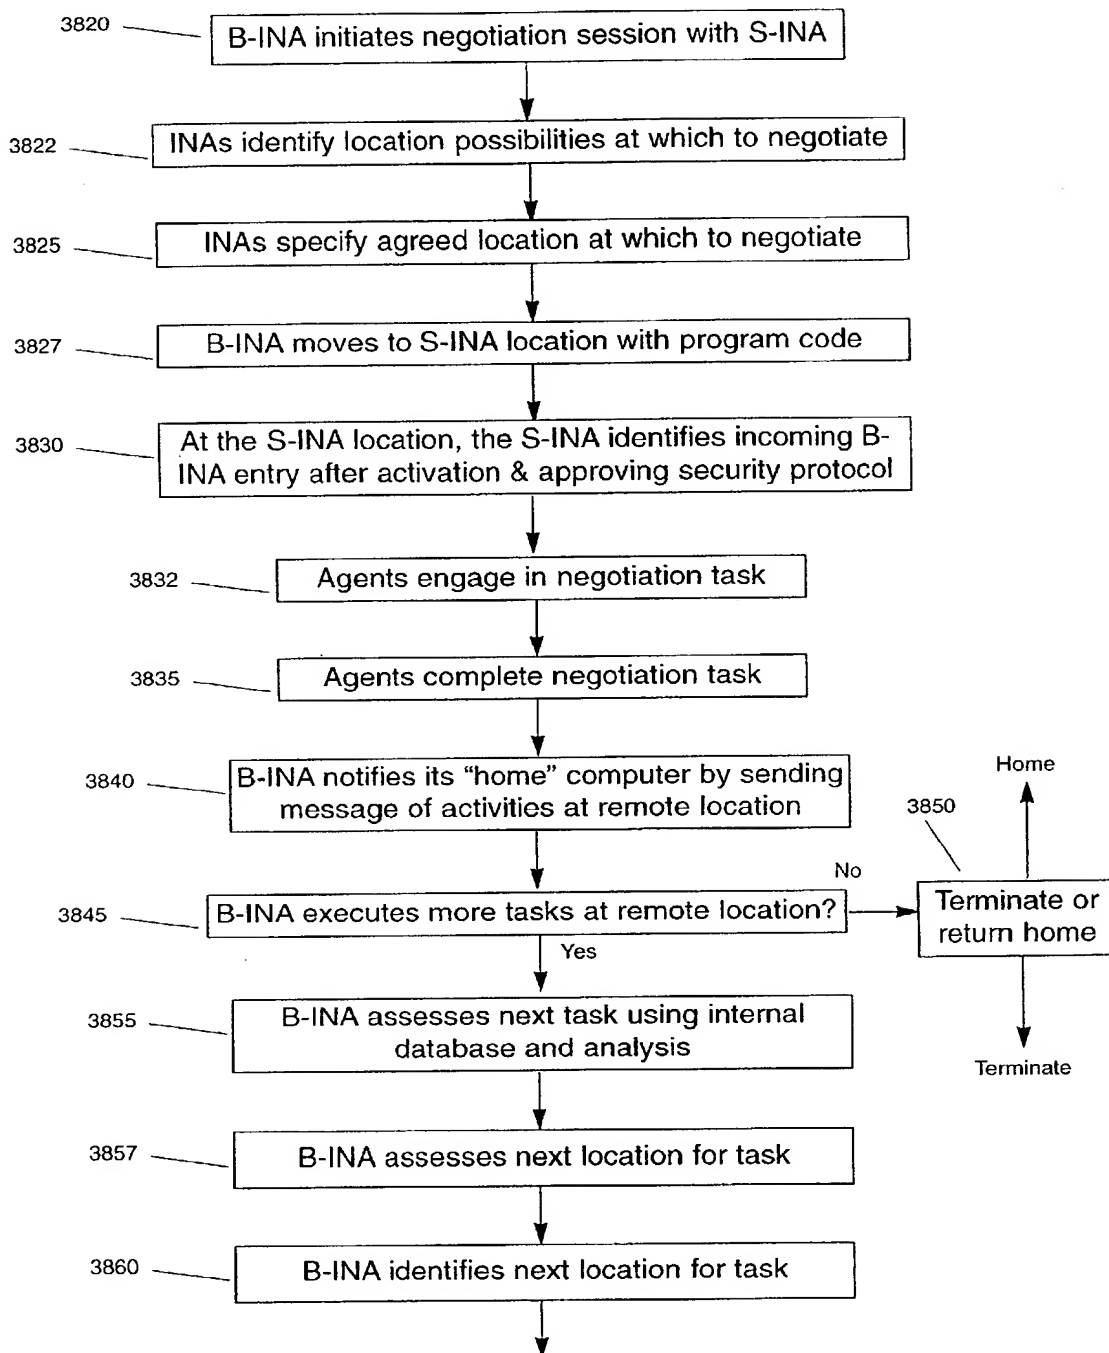 3820
B-INA initiates negotiation session with S-INA
3822
INAs identify location possibilities at which to negotiate
3825
INAs specify agreed location at which to negotiate
3827
B-INA moves to S-INA location with program code
3830
At the S-INA location, the S-INA identifies incoming B-
INA entry after activation & approving security protocol
3832
Agents engage in negotiation task
3835
Agents complete negotiation task
3840
B-INA notifies its “home” computer by sending
message of activities at remote location
3845
B-INA executes more tasks at remote location?
No
Yes
3850
Home
Terminate or
return home
Terminate
3855
B-INA assesses next task using internal
database and analysis
3857
B-INA assesses next location for task
3860
B-INA identifies next location for task